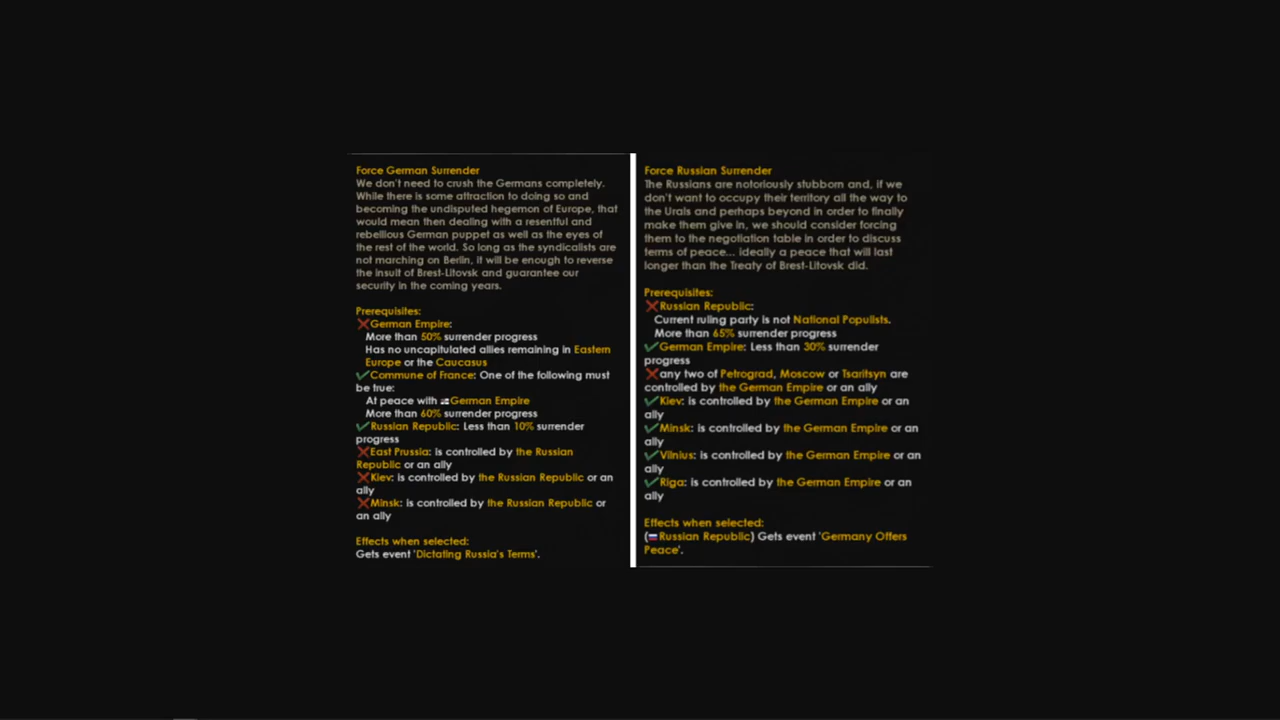 Force German Surrender
We don't need to crush the Germans completely.
While there is some attraction to doing so and
becoming the undisputed hegemon of Europe, that
would mean then dealing with a resentful and
rebellious German puppet as well as the eyes of
the rest of the world. So long as the syndicalists are
not marching on Berlin, it will be enough to reverse
the insult of Brest-Litovsk and guarantee our
security in the coming years.
Prerequisites:
German Empire:
More than 50% surrender progress
Has no uncapitulated allies remaining in Eastern
Europe or the Caucasus
Commune of France: One of the following must
be true:
At peace with German Empire
More than 60% surrender progress
Russian Republic: Less than 10% surrender
progress
East Prussia: is controlled by the Russian
Republic or an ally
Kiev: is controlled by the Russian Republic or an
ally
Minsk: is controlled by the Russian Republic or
an ally
Effects when selected:
Gets event 'Dictating Russia's Terms'.
Force Russian Surrender
The Russians are notoriously stubborn and, if we
don't want to occupy their territory all the way to
the Urals and perhaps beyond in order to finally
make them give in, we should consider forcing
them to the negotiation table in order to discuss
terms of peace... ideally a peace that will last
longer than the Treaty of Brest-Litovsk did.
Prerequisites:
Russian Republic:
Current ruling party is not National Populists.
More than 65% surrender progress
German Empire: Less than 30% surrender
progress
any two of Petrograd, Moscow or Tsaritsyn are
controlled by the German Empire or an ally
Kiev: is controlled by the German Empire or an
ally
Minsk: is controlled by the German Empire or an
ally
Vilnius: is controlled by the German Empire or an
ally
Riga: is controlled by the German Empire or an
ally
Effects when selected:
(Russian Republic) Gets event 'Germany Offers
Peace'.